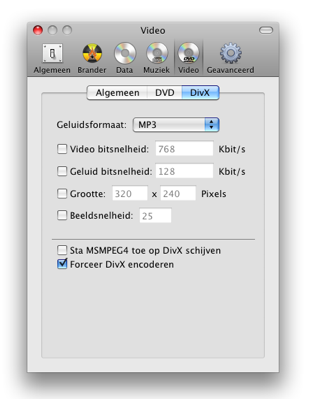 Video
Algemeen Brander Data Muziek Video Geavanceerd
Algemeen DVD DivX
Geluidsformaat: MP3
Video bitsnelheid: 768 Kbit/s
Geluid bitsnelheid: 128 Kbit/s
Grootte: 320 x 240 Pixels
Beeldsnelheid: 25
Sta MSMPEG4 toe op DivX schijven
Forceer DivX encoderen